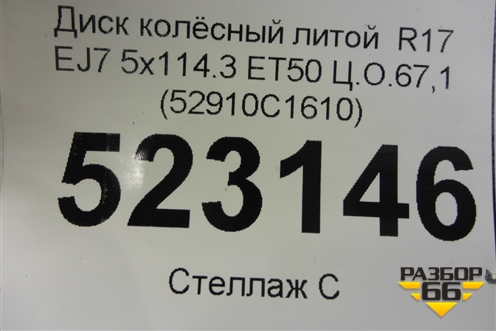 Диск колёсный литой R17
EJ7 5x114.3 ET50 Ц.О.67,1
(52910C1610)
523146
Стеллаж С
РАЗБОР
66